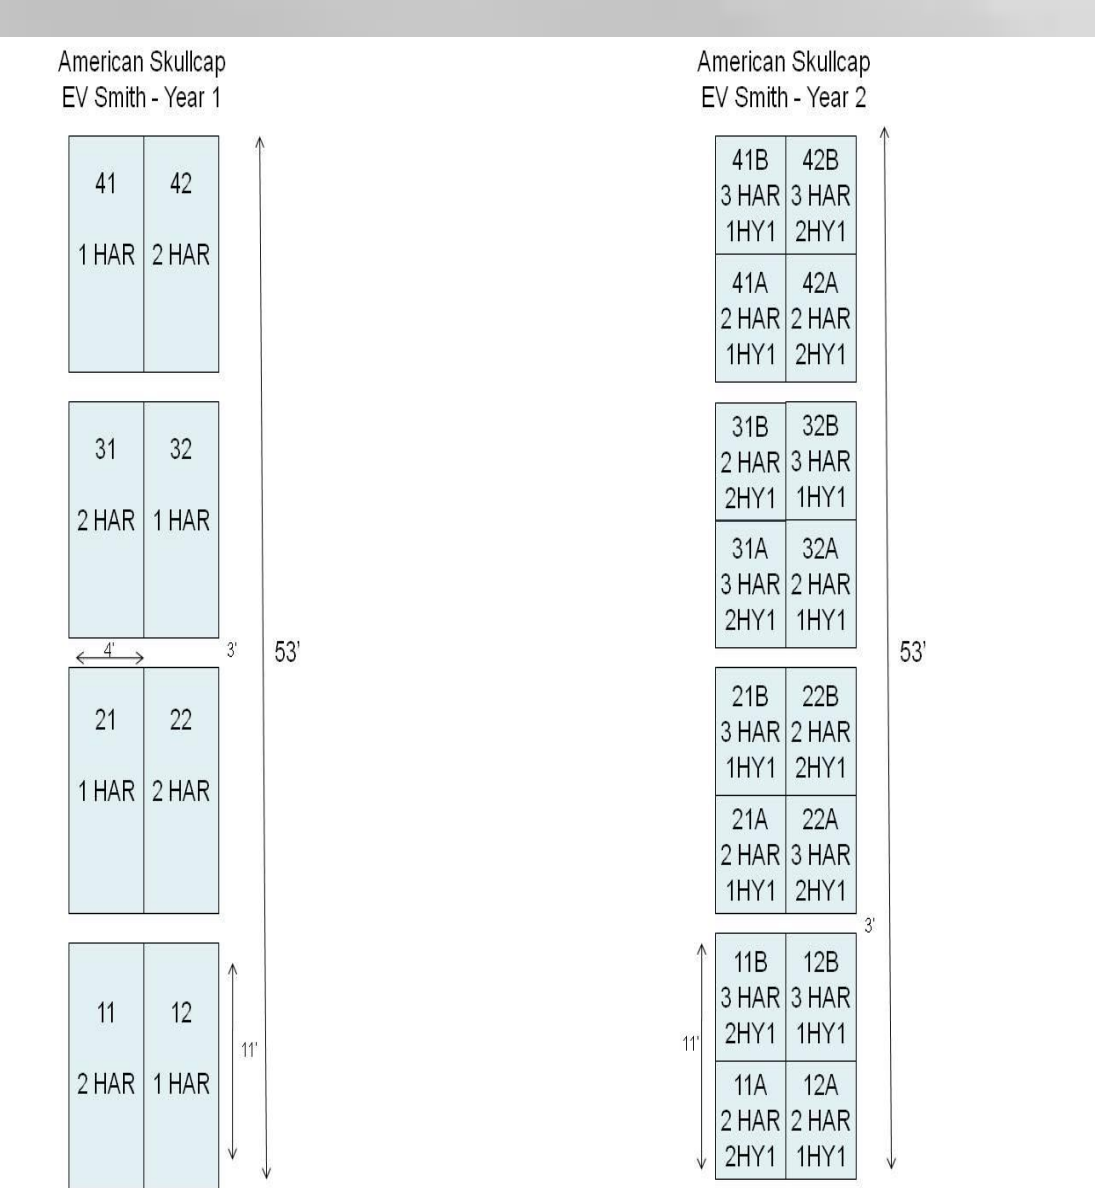 American Skullcap
EV Smith - Year 1
41 42
1 HAR 2 HAR
31 32
2 HAR 1 HAR
4'
3'
53'
21 22
1 HAR 2 HAR
11 12
11'
2 HAR 1 HAR
American Skullcap
EV Smith - Year 2
41B 42B
3 HAR 3 HAR
1HY1 2HY1
41A 42A
2 HAR 2 HAR
1HY1 2HY1
31B 32B
2 HAR 3 HAR
2HY1 1HY1
31A 32A
3 HAR 2 HAR
2HY1 1HY1
53'
21B 22B
3 HAR 2 HAR
1HY1 2HY1
21A 22A
2 HAR 3 HAR
1HY1 2HY1
3'
11B 12B
3 HAR 3 HAR
2HY1 1HY1
11'
11A 12A
2 HAR 2 HAR
2HY1 1HY1